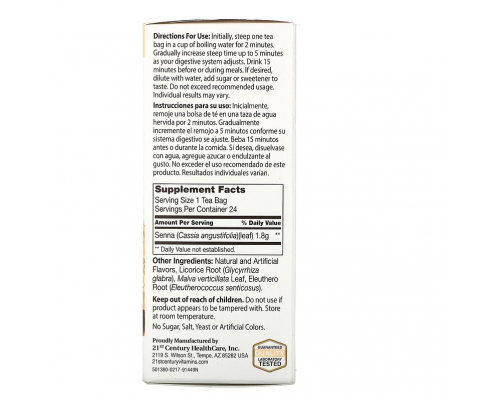 Directions For Use: Initially, steep one tea
bag in a cup of boiling water for 2 minutes.
Gradually increase steep time up to 5 minutes
as your digestive system adjusts. Drink 15
minutes before or during meals. If desired,
dilute with water, add sugar or sweetener to
taste. Do not exceed recommended usage.
Individual results may vary.
Instrucciones para su uso: Inicialmente,
remoje una bolsa de té en una taza de agua
hervida por 2 minutos. Gradualmente
incremente el remojo a 5 minutos conforme su
sistema digestivo se ajuste. Beba 15 minutos
antes o durante la comida. Si desea, disuelvase
con agua, agregue azucar o endulzante al
gusto. No exceder el uso recomendado de este
producto. Resultados individuales varían.
Supplement Facts
Serving Size 1 Tea Bag
Servings Per Container 24
Amount Per Serving % Daily Value
Senna (Cassia angustifolia)(leaf) 1.8g **
** Daily Value not established.
Other Ingredients: Natural and Artificial
Flavors, Licorice Root (Glycyrrhiza
glabra), Malva verticillata Leaf, Eleuthero
Root (Eleutherococcus senticosus).
Keep out of reach of children. Do not use if
product appears to be tampered with. Store
at room temperature.
No Sugar, Salt, Yeast or Artificial Colors.
Proudly Manufactured by
21st Century HealthCare, Inc.
2119 S. Wilson St., Tempe, AZ 85282 USA
21stcenturyvitamins.com
501380-0217-91449N
GUARANTEED
LABORATORY
TESTED